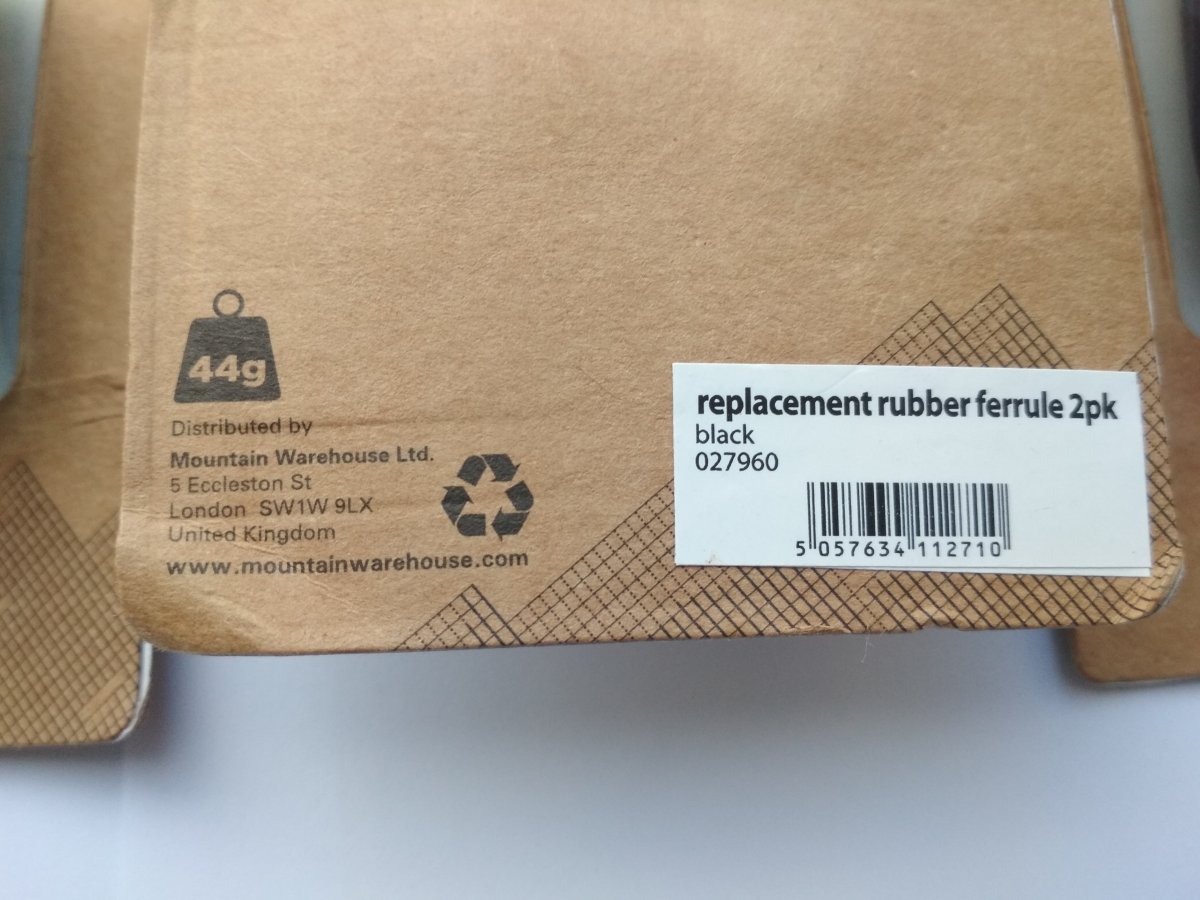 44g
Distributed by
Mountain Warehouse Ltd.
5 Eccleston St
London SW1W 9LX
United Kingdom
www.mountainwarehouse.com
replacement rubber ferrule 2pk
black
027960
5 057634 112710